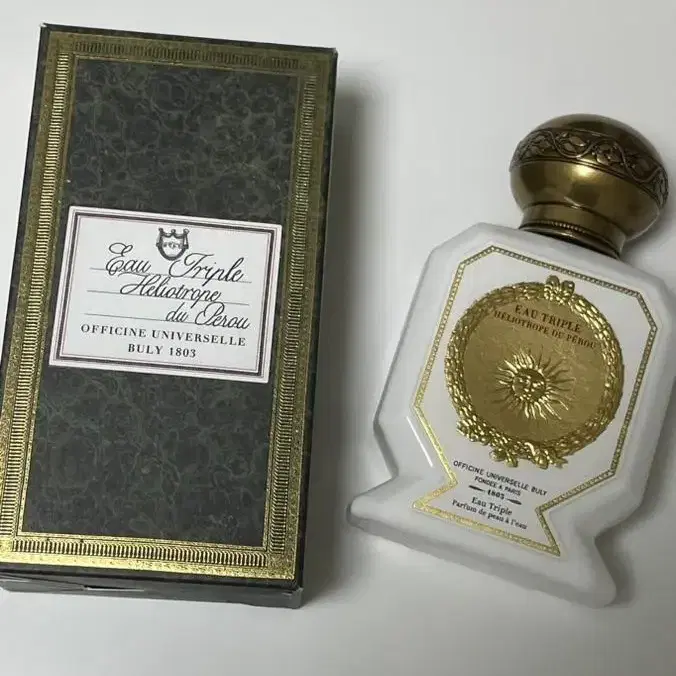 Eau Triple
Héliotrope
du Pérou
OFFICINE UNIVERSELLE
BULY 1803
EAU TRIPLE
HÉLIOTROPE DU PÉROU
OFFICINE UNIVERSELLE BULY
FONDÉE A PARIS
1803
Eau Triple
Parfum de peau à l'eau